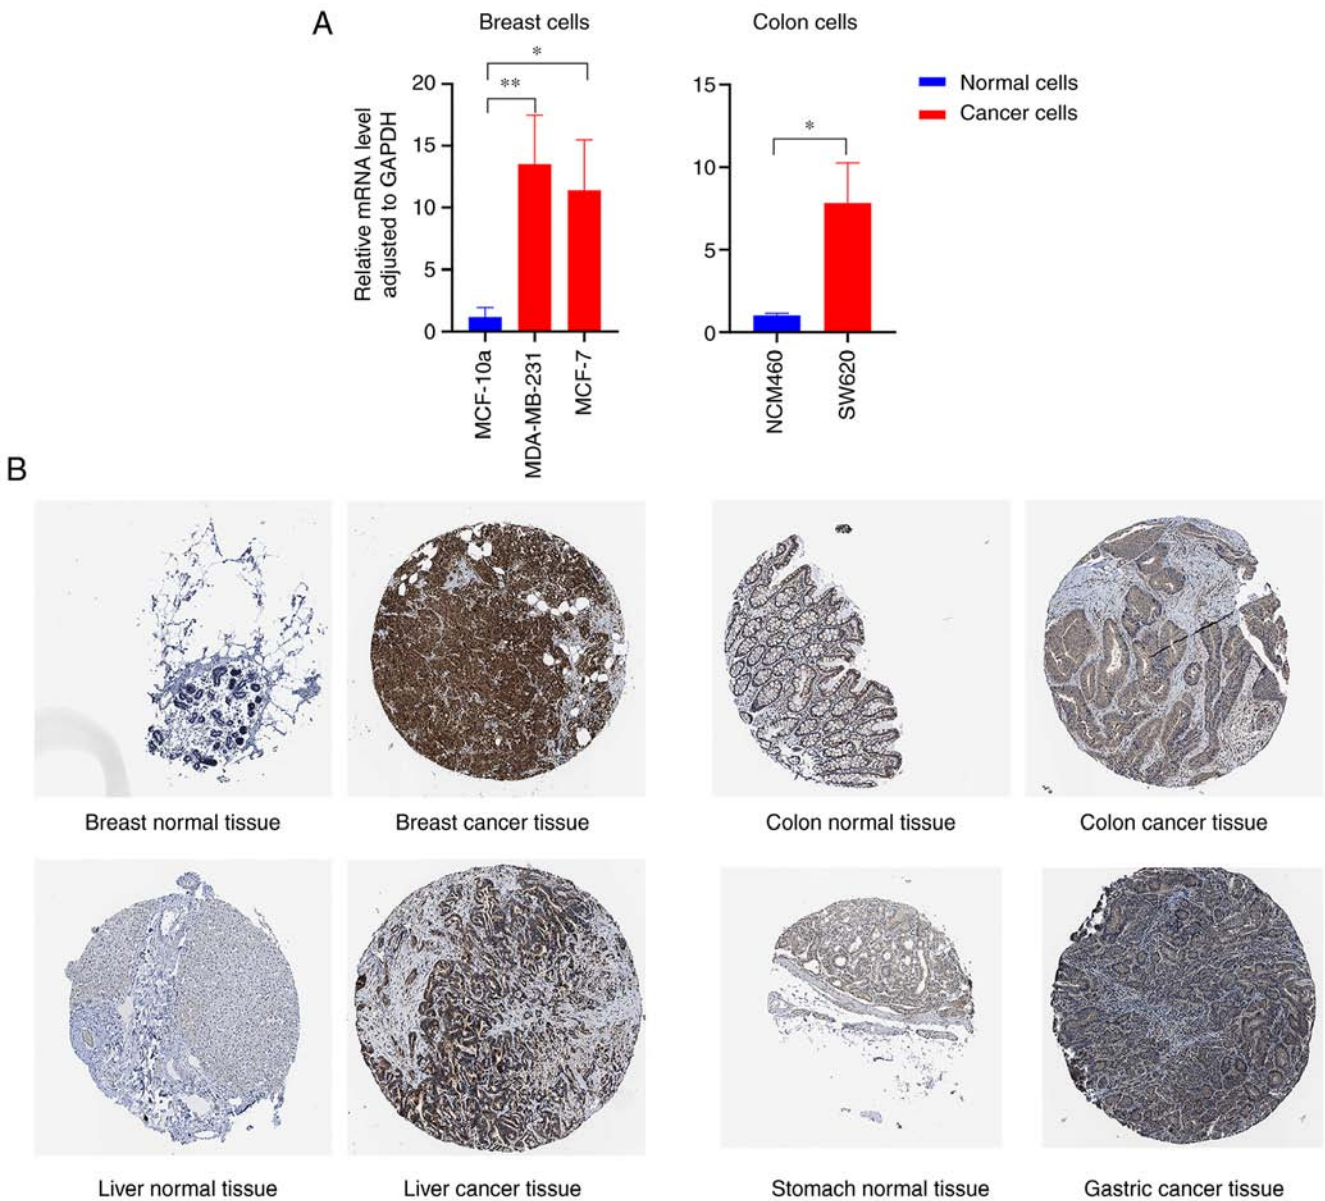 A
Breast cells
Colon cells
Normal cells
Cancer cells
Relative mRNA level
adjusted to GAPDH
20
15
10
5
0
*
**
MCF-10a
MDA-MB-231
MCF-7
15
10
5
0
*
NCM460
SW620
B
Breast normal tissue
Breast cancer tissue
Colon normal tissue
Colon cancer tissue
Liver normal tissue
Liver cancer tissue
Stomach normal tissue
Gastric cancer tissue